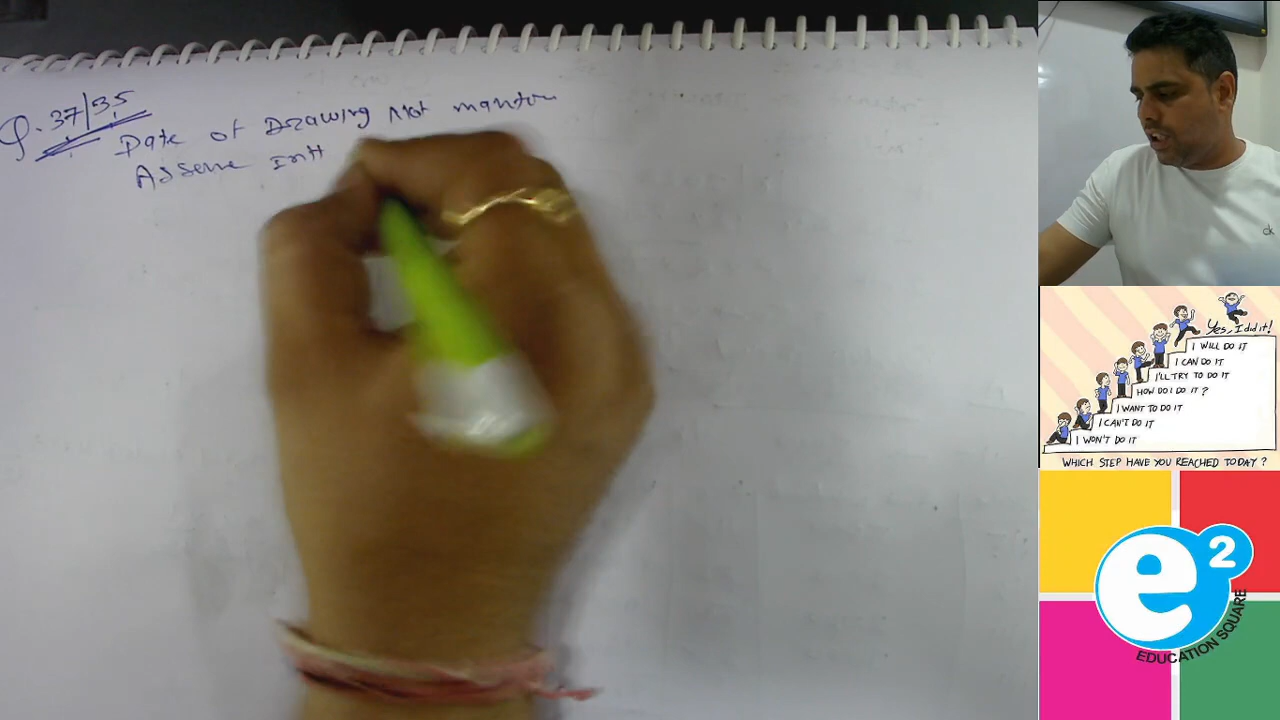 Q. 37/35
Date of Drawing Not mention
Assume Intt
ck
Yes, I did it!
I WILL DO IT
I CAN DO IT
I'LL TRY TO DO IT
HOW DO I DO IT?
I WANT TO DO IT
I CAN'T DO IT
I WON'T DO IT
WHICH STEP HAVE YOU REACHED TODAY?
e2
EDUCATION SQUARE